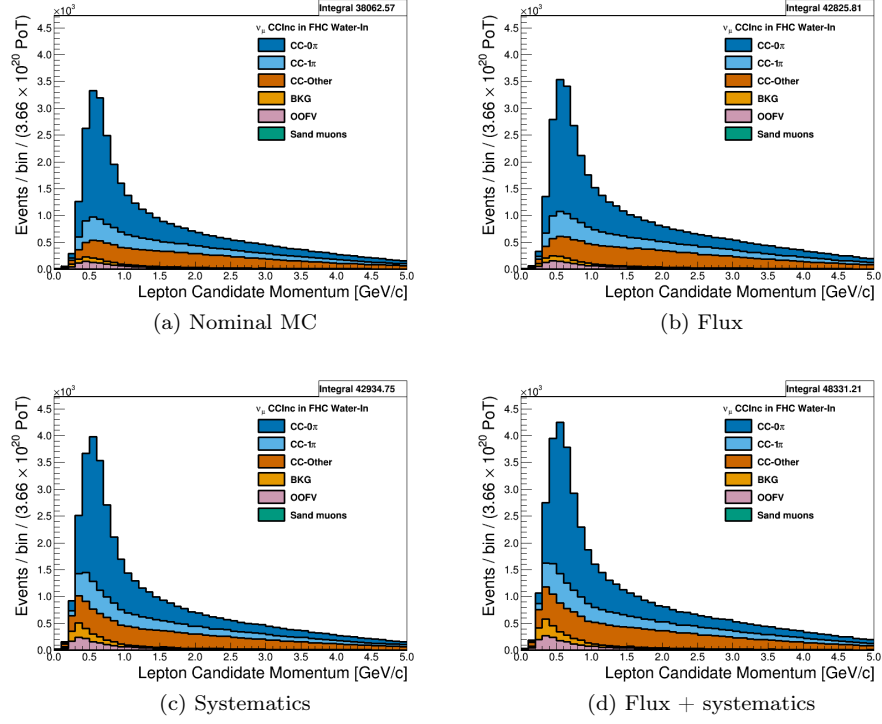 ×10³
Integral 38062.57
Events / bin / (3.66 × 10²⁰ PoT)
4.5
4.0
3.5
3.0
2.5
2.0
1.5
1.0
0.5
0.0
ν_μ CCInc in FHC Water-In
CC-0π
CC-1π
CC-Other
BKG
OOFV
Sand muons
0.0 0.5 1.0 1.5 2.0 2.5 3.0 3.5 4.0 4.5 5.0
Lepton Candidate Momentum [GeV/c]
(a) Nominal MC
×10³
Integral 42825.81
Events / bin / (3.66 × 10²⁰ PoT)
4.5
4.0
3.5
3.0
2.5
2.0
1.5
1.0
0.5
0.0
ν_μ CCInc in FHC Water-In
CC-0π
CC-1π
CC-Other
BKG
OOFV
Sand muons
0.0 0.5 1.0 1.5 2.0 2.5 3.0 3.5 4.0 4.5 5.0
Lepton Candidate Momentum [GeV/c]
(b) Flux
×10³
Integral 42934.75
Events / bin / (3.66 × 10²⁰ PoT)
4.5
4.0
3.5
3.0
2.5
2.0
1.5
1.0
0.5
0.0
ν_μ CCInc in FHC Water-In
CC-0π
CC-1π
CC-Other
BKG
OOFV
Sand muons
0.0 0.5 1.0 1.5 2.0 2.5 3.0 3.5 4.0 4.5 5.0
Lepton Candidate Momentum [GeV/c]
(c) Systematics
×10³
Integral 48331.21
Events / bin / (3.66 × 10²⁰ PoT)
4.5
4.0
3.5
3.0
2.5
2.0
1.5
1.0
0.5
0.0
ν_μ CCInc in FHC Water-In
CC-0π
CC-1π
CC-Other
BKG
OOFV
Sand muons
0.0 0.5 1.0 1.5 2.0 2.5 3.0 3.5 4.0 4.5 5.0
Lepton Candidate Momentum [GeV/c]
(d) Flux + systematics